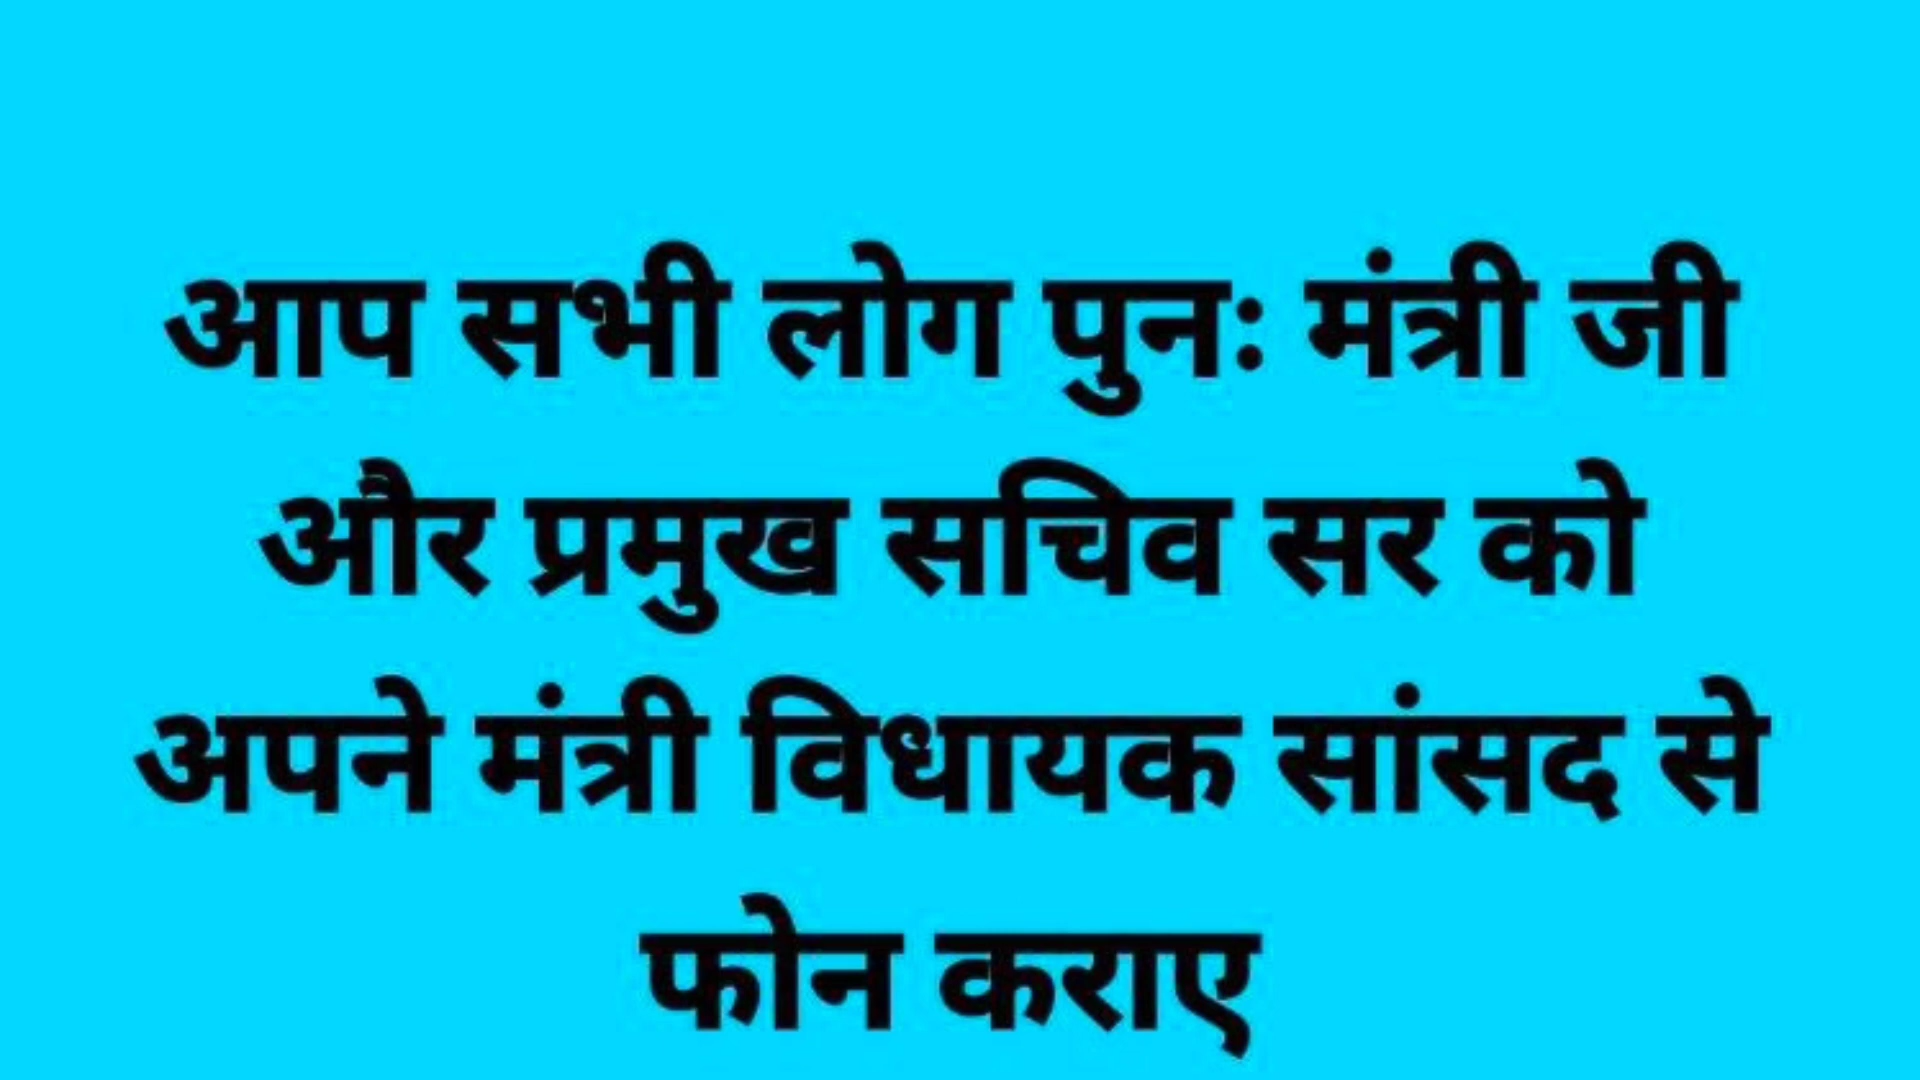 आप सभी लोग पुनः मंत्री जी
और प्रमुख सचिव सर को
अपने मंत्री विधायक सांसद से
फोन कराए